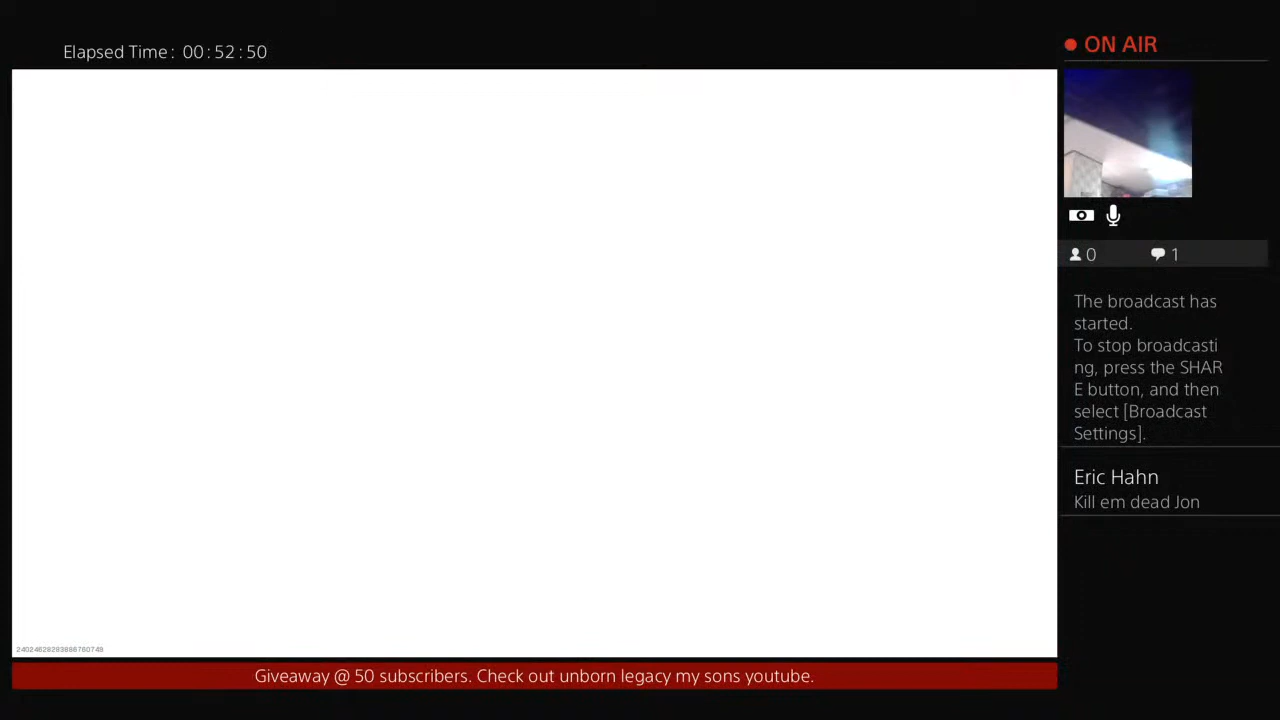 Elapsed Time: 00:52:50
ON AIR
0 1
The broadcast has
started.
To stop broadcasti
ng, press the SHAR
E button, and then
select [Broadcast
Settings].
Eric Hahn
Kill em dead Jon
24024628283888760749
Giveaway @ 50 subscribers. Check out unborn legacy my sons youtube.